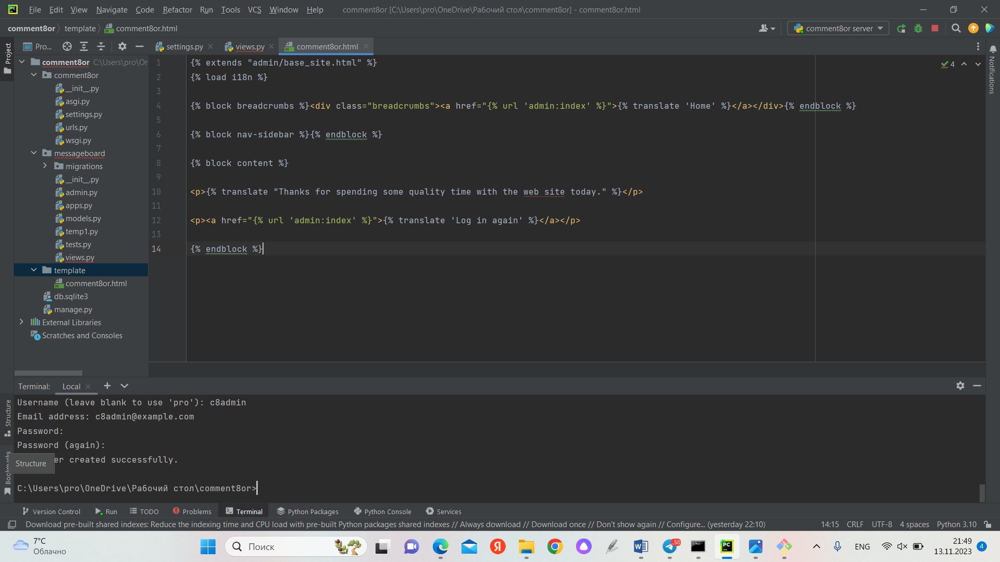 File Edit View Navigate Code Refactor Run Tools VCS Window Help comment8or [C:\Users\pro\OneDrive\Рабочий стол\comment8or] - comment8or.html
comment8or template comment8or.html comment8or server
Project
Pro...
settings.py
views.py
comment8or.html
Notifications
comment8or C:\Users\pro\On
comment8or
__init__.py
asgi.py
settings.py
urls.py
wsgi.py
messageboard
migrations
__init__.py
admin.py
apps.py
models.py
temp1.py
tests.py
views.py
template
comment8or.html
db.sqlite3
manage.py
External Libraries
Scratches and Consoles
4
1 {% extends "admin/base_site.html" %}
2 {% load i18n %}
3
4 {% block breadcrumbs %}<div class="breadcrumbs"><a href="{% url 'admin:index' %}">{% translate 'Home' %}</a></div>{% endblock %}
5
6 {% block nav-sidebar %}{% endblock %}
7
8 {% block content %}
9
10 <p>{% translate "Thanks for spending some quality time with the web site today." %}</p>
11
12 <p><a href="{% url 'admin:index' %}">{% translate 'Log in again' %}</a></p>
13
14 {% endblock %}
Terminal: Local
Username (leave blank to use 'pro'): c8admin
Email address: c8admin@example.com
Password:
Password (again):
er created successfully.
C:\Users\pro\OneDrive\Рабочий стол\comment8or>
Structure
Structure
Bookmarks
Version Control Run TODO Problems Terminal Python Packages Python Console Services
Download pre-built shared indexes: Reduce the indexing time and CPU load with pre-built Python packages shared indexes // Always download // Download once // Don't show again // Configure... (yesterday 22:10) 14:15 CRLF UTF-8 4 spaces Python 3.10
7°C
Облачно
Поиск
Я
W
..50
PC
ENG
21:49
13.11.2023
4